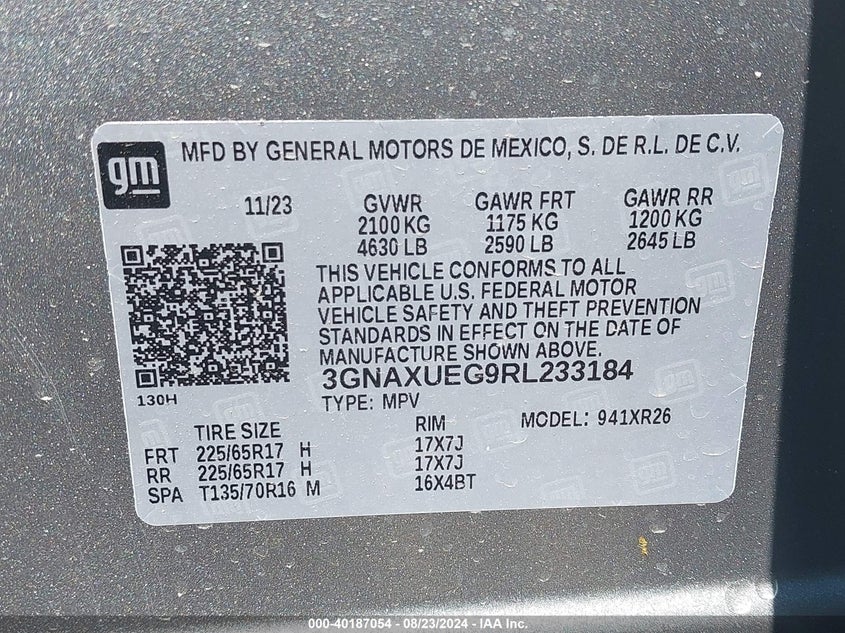 gm
MFD BY GENERAL MOTORS DE MEXICO, S. DE R.L. DE C.V.
11/23 GVWR GAWR FRT GAWR RR
2100 KG 1175 KG 1200 KG
4630 LB 2590 LB 2645 LB
THIS VEHICLE CONFORMS TO ALL
APPLICABLE U.S. FEDERAL MOTOR
VEHICLE SAFETY AND THEFT PREVENTION
STANDARDS IN EFFECT ON THE DATE OF
MANUFACTURE SHOWN ABOVE.
3GNAXUEG9RL233184
130H
TYPE: MPV
MODEL: 941XR26
TIRE SIZE RIM
FRT 225/65R17 H 17X7J
RR 225/65R17 H 17X7J
SPA T135/70R16 M 16X4BT
000-40187054 - 08/23/2024 - IAA Inc.